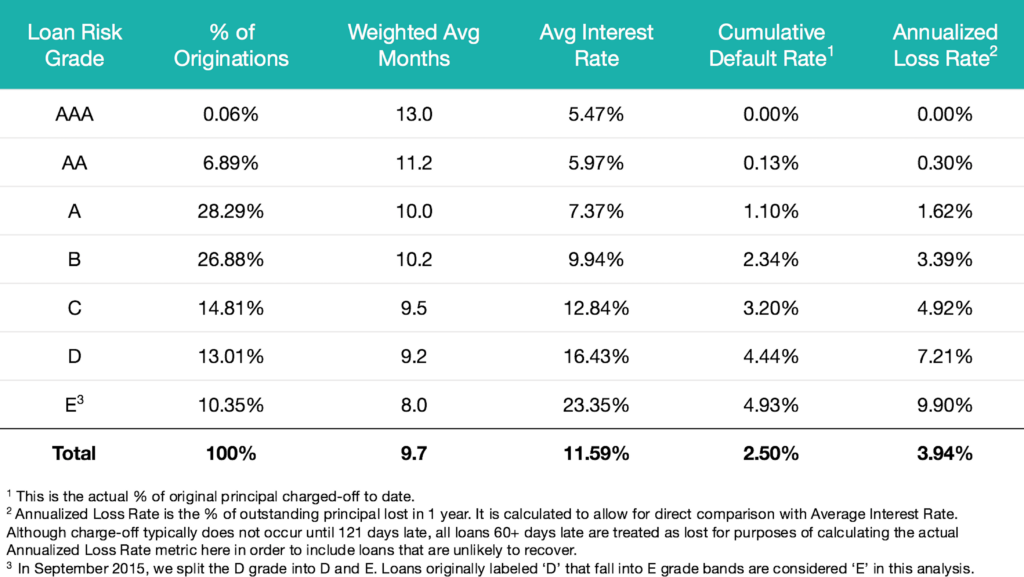 Loan Risk Grade | % of Originations | Weighted Avg Months | Avg Interest Rate | Cumulative Default Rate¹ | Annualized Loss Rate²
AAA 0.06% 13.0 5.47% 0.00% 0.00%
AA 6.89% 11.2 5.97% 0.13% 0.30%
A 28.29% 10.0 7.37% 1.10% 1.62%
B 26.88% 10.2 9.94% 2.34% 3.39%
C 14.81% 9.5 12.84% 3.20% 4.92%
D 13.01% 9.2 16.43% 4.44% 7.21%
E³ 10.35% 8.0 23.35% 4.93% 9.90%
Total 100% 9.7 11.59% 2.50% 3.94%
¹ This is the actual % of original principal charged-off to date.
² Annualized Loss Rate is the % of outstanding principal lost in 1 year. It is calculated to allow for direct comparison with Average Interest Rate.
Although charge-off typically does not occur until 121 days late, all loans 60+ days late are treated as lost for purposes of calculating the actual
Annualized Loss Rate metric here in order to include loans that are unlikely to recover.
³ In September 2015, we split the D grade into D and E. Loans originally labeled ‘D’ that fall into E grade bands are considered ‘E’ in this analysis.